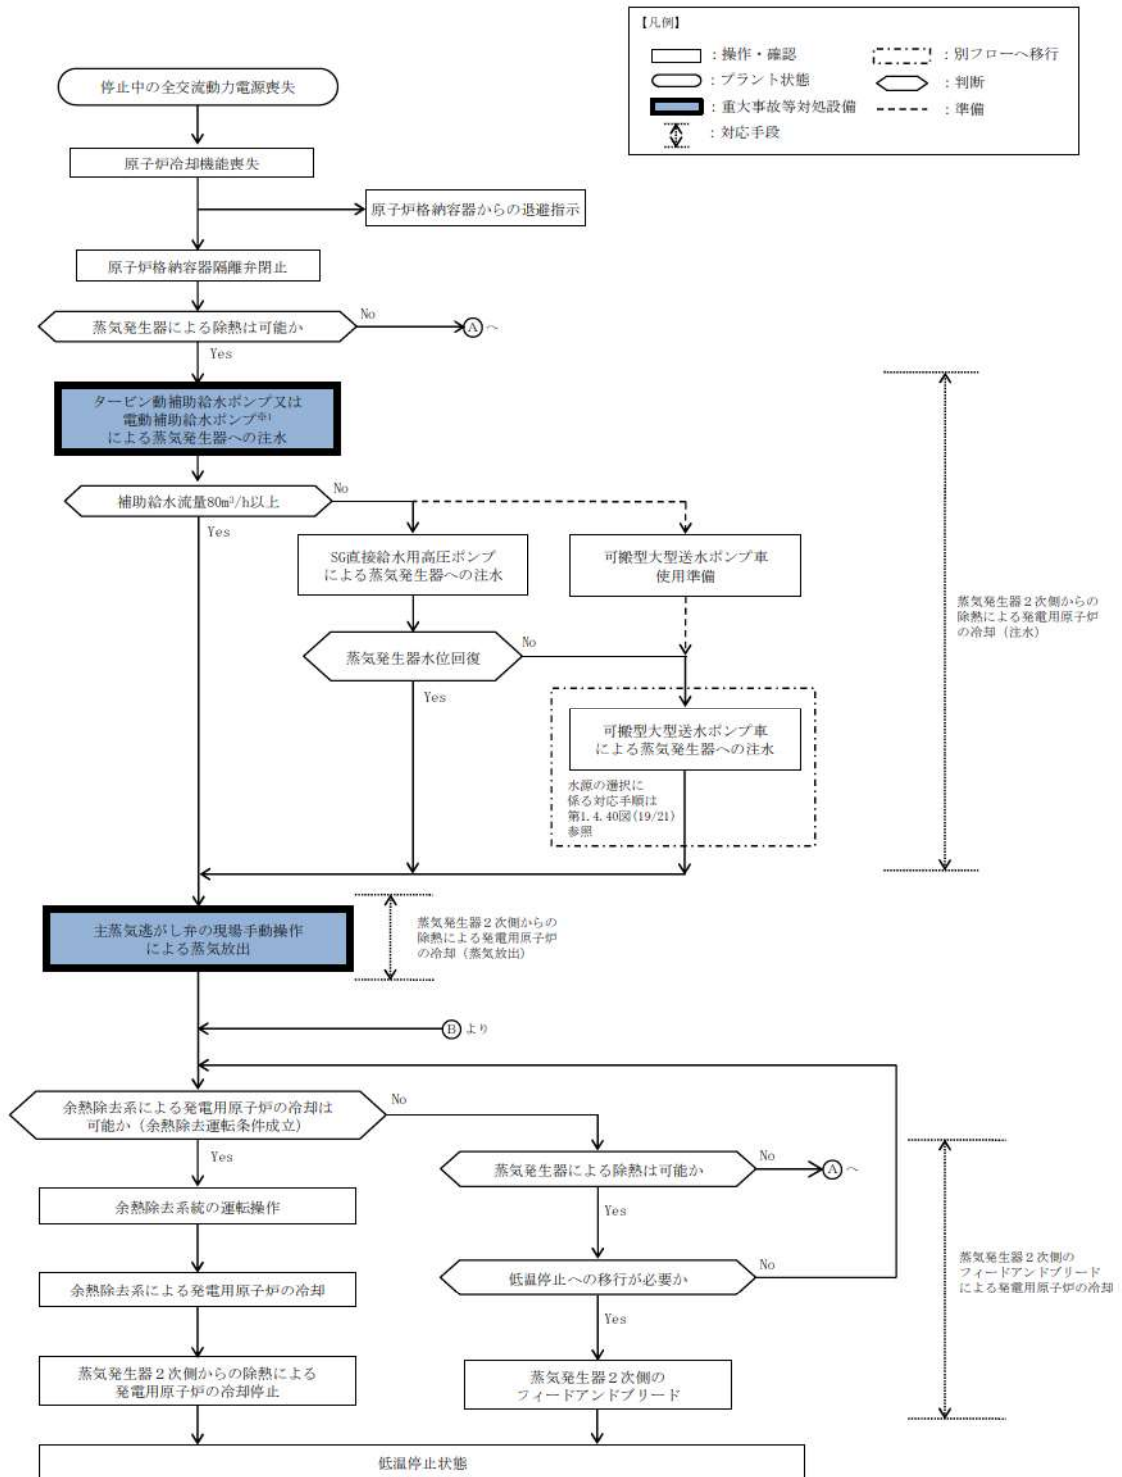 【凡例】
：操作・確認
：別フローへ移行
：プラント状態
：判断
：重大事故等対処設備
：準備
：対応手段
停止中の全交流動力電源喪失
原子炉冷却機能喪失
原子炉格納容器からの退避指示
原子炉格納容器隔離弁閉止
蒸気発生器による除熱は可能か
No
Ⓐへ
Yes
タービン動補助給水ポンプ又は
電動補助給水ポンプ※1
による蒸気発生器への注水
補助給水流量80m³/h以上
No
Yes
SG直接給水用高圧ポンプ
による蒸気発生器への注水
可搬型大型送水ポンプ車
使用準備
蒸気発生器２次側からの
除熱による発電用原子炉
の冷却（注水）
蒸気発生器水位回復
No
Yes
可搬型大型送水ポンプ車
による蒸気発生器への注水
水源の選択に
係る対応手順は
第1.4.40図(19/21)
参照
主蒸気逃がし弁の現場手動操作
による蒸気放出
蒸気発生器２次側からの
除熱による発電用原子炉
の冷却（蒸気放出）
Ⓑより
余熱除去系による発電用原子炉の冷却は
可能か（余熱除去運転条件成立）
No
Yes
蒸気発生器による除熱は可能か
No
Ⓐへ
Yes
余熱除去系統の運転操作
低温停止への移行が必要か
No
Yes
蒸気発生器２次側の
フィードアンドブリード
による発電用原子炉の冷却
余熱除去系による発電用原子炉の冷却
蒸気発生器２次側からの除熱による
発電用原子炉の冷却停止
蒸気発生器２次側の
フィードアンドブリード
低温停止状態